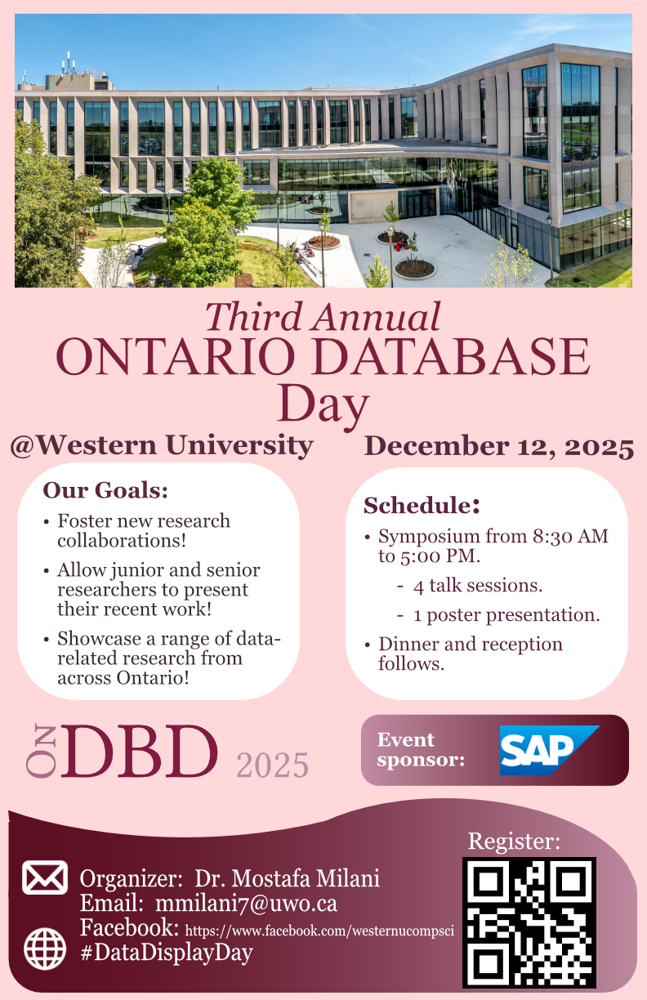 Third Annual
ONTARIO DATABASE
Day
@Western University
December 12, 2025
Our Goals:
• Foster new research
collaborations!
• Allow junior and senior
researchers to present
their recent work!
• Showcase a range of data-
related research from
across Ontario!
Schedule:
• Symposium from 8:30 AM
to 5:00 PM.
- 4 talk sessions.
- 1 poster presentation.
• Dinner and reception
follows.
ON DBD 2025
Event
sponsor:
SAP
Register:
Organizer: Dr. Mostafa Milani
Email: mmilani7@uwo.ca
Facebook: https://www.facebook.com/westernucompsci
#DataDisplayDay